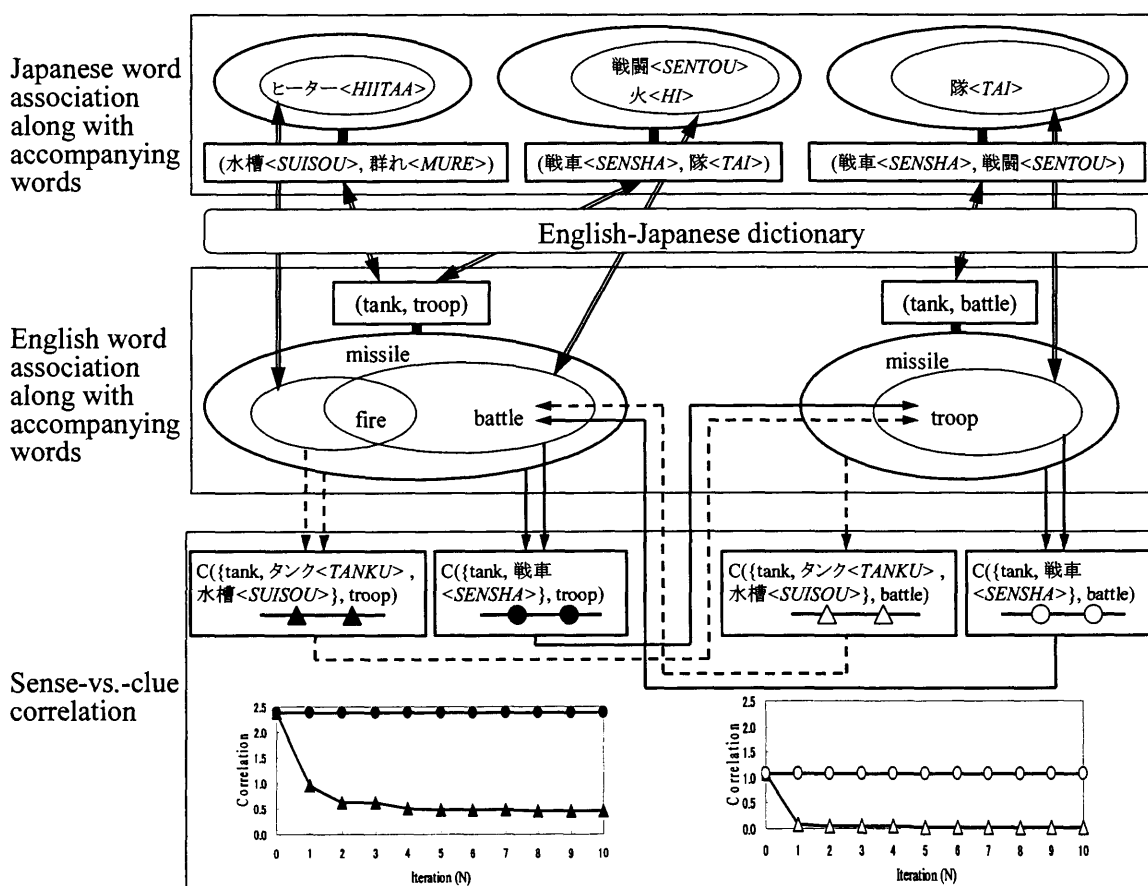 Japanese word
association
along with
accompanying
words
ヒーター<HIITAA>
戦闘<SENTOU>
火<HI>
隊<TAI>
(水槽<SUISOU>, 群れ<MURE>)
(戦車<SENSHA>, 隊<TAI>)
(戦車<SENSHA>, 戦闘<SENTOU>)
English-Japanese dictionary
English word
association
along with
accompanying
words
(tank, troop)
(tank, battle)
missile
fire
battle
missile
troop
Sense-vs.-clue
correlation
C({tank, タンク<TANKU>,
水槽<SUISOU>}, troop)
C({tank, 戦車
<SENSHA>}, troop)
C({tank, タンク<TANKU>,
水槽<SUISOU>}, battle)
C({tank, 戦車
<SENSHA>}, battle)
Correlation
2.5
2.0
1.5
1.0
0.5
0.0
0 1 2 3 4 5 6 7 8 9 10
Iteration (N)
Correlation
2.5
2.0
1.5
1.0
0.5
0.0
0 1 2 3 4 5 6 7 8 9 10
Iteration (N)